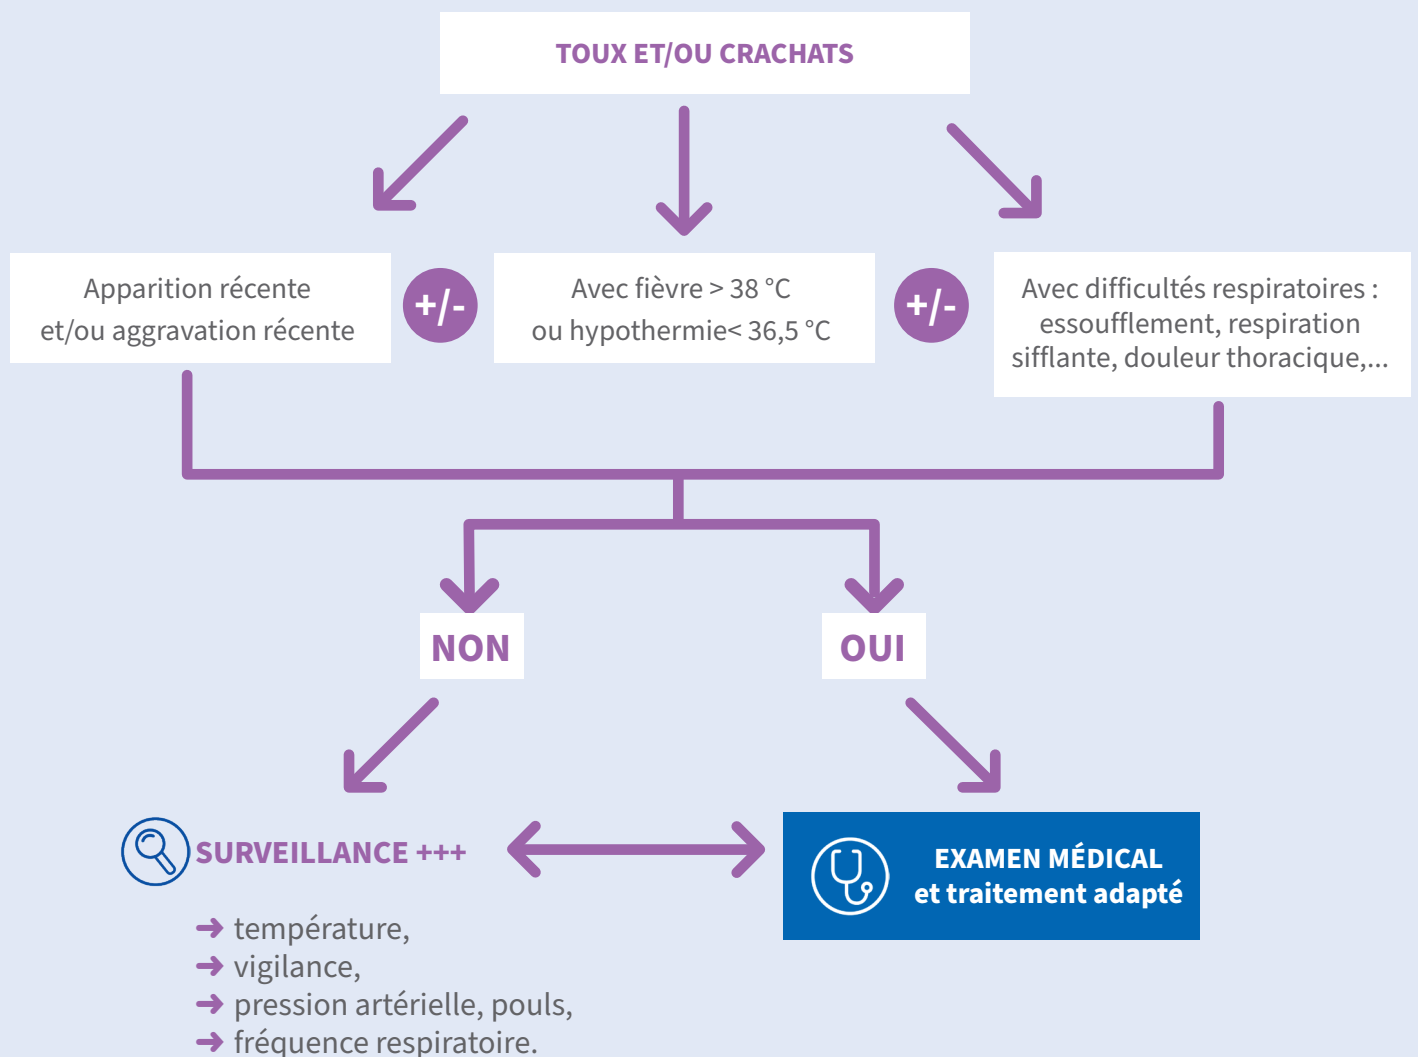 TOUX ET/OU CRACHATS
Apparition récente
et/ou aggravation récente
+/-
Avec fièvre > 38 °C
ou hypothermie< 36,5 °C
+/-
Avec difficultés respiratoires :
essoufflement, respiration
sifflante, douleur thoracique,...
NON
OUI
SURVEILLANCE +++
EXAMEN MÉDICAL
et traitement adapté
➜ température,
➜ vigilance,
➜ pression artérielle, pouls,
➜ fréquence respiratoire.